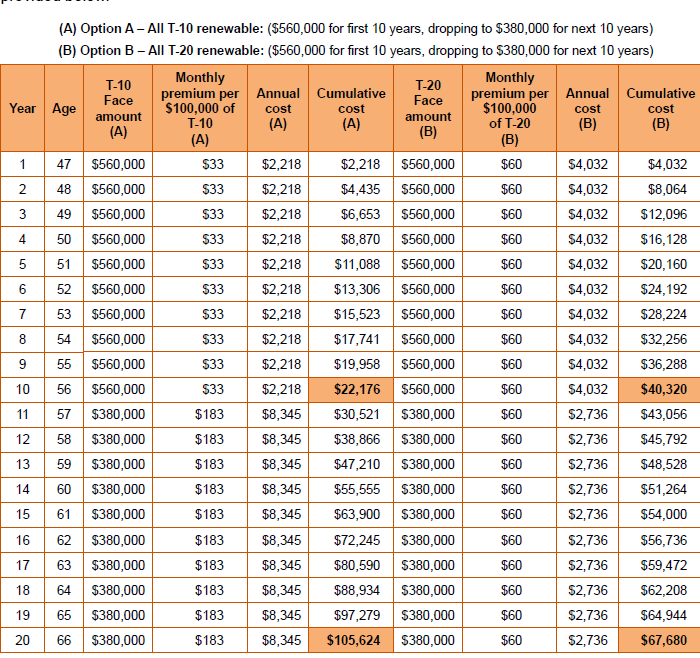 (A) Option A – All T-10 renewable: ($560,000 for first 10 years, dropping to $380,000 for next 10 years)
(B) Option B – All T-20 renewable: ($560,000 for first 10 years, dropping to $380,000 for next 10 years)
Year Age T-10 Face amount (A) Monthly premium per $100,000 of T-10 (A) Annual cost (A) Cumulative cost (A) T-20 Face amount (B) Monthly premium per $100,000 of T-20 (B) Annual cost (B) Cumulative cost (B)
1 47 $560,000 $33 $2,218 $2,218 $560,000 $60 $4,032 $4,032
2 48 $560,000 $33 $2,218 $4,435 $560,000 $60 $4,032 $8,064
3 49 $560,000 $33 $2,218 $6,653 $560,000 $60 $4,032 $12,096
4 50 $560,000 $33 $2,218 $8,870 $560,000 $60 $4,032 $16,128
5 51 $560,000 $33 $2,218 $11,088 $560,000 $60 $4,032 $20,160
6 52 $560,000 $33 $2,218 $13,306 $560,000 $60 $4,032 $24,192
7 53 $560,000 $33 $2,218 $15,523 $560,000 $60 $4,032 $28,224
8 54 $560,000 $33 $2,218 $17,741 $560,000 $60 $4,032 $32,256
9 55 $560,000 $33 $2,218 $19,958 $560,000 $60 $4,032 $36,288
10 56 $560,000 $33 $2,218 $22,176 $560,000 $60 $4,032 $40,320
11 57 $380,000 $183 $8,345 $30,521 $380,000 $60 $2,736 $43,056
12 58 $380,000 $183 $8,345 $38,866 $380,000 $60 $2,736 $45,792
13 59 $380,000 $183 $8,345 $47,210 $380,000 $60 $2,736 $48,528
14 60 $380,000 $183 $8,345 $55,555 $380,000 $60 $2,736 $51,264
15 61 $380,000 $183 $8,345 $63,900 $380,000 $60 $2,736 $54,000
16 62 $380,000 $183 $8,345 $72,245 $380,000 $60 $2,736 $56,736
17 63 $380,000 $183 $8,345 $80,590 $380,000 $60 $2,736 $59,472
18 64 $380,000 $183 $8,345 $88,934 $380,000 $60 $2,736 $62,208
19 65 $380,000 $183 $8,345 $97,279 $380,000 $60 $2,736 $64,944
20 66 $380,000 $183 $8,345 $105,624 $380,000 $60 $2,736 $67,680